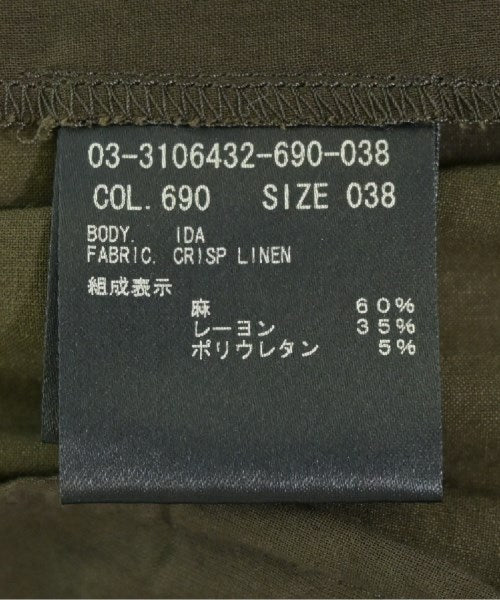 03-3106432-690-038
COL. 690 SIZE 038
BODY. IDA
FABRIC. CRISP LINEN
組成表示
麻 60%
レーヨン 35%
ポリウレタン 5%